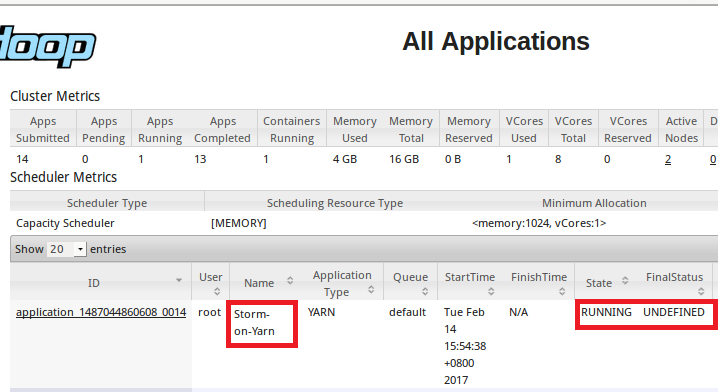 doop
All Applications
Cluster Metrics
Apps Submitted Apps Pending Apps Running Apps Completed Containers Running Memory Used Memory Total Memory Reserved VCores Used VCores Total VCores Reserved Active Nodes D
14 0 1 13 1 4 GB 16 GB 0 B 1 8 0 2 0
Scheduler Metrics
Scheduler Type Scheduling Resource Type Minimum Allocation
Capacity Scheduler [MEMORY] <memory:1024, vCores:1>
Show 20 entries
ID User Name Application Type Queue StartTime FinishTime State FinalStatus
application_1487044860608_0014 root Storm-on-Yarn YARN default Tue Feb 14 15:54:38 +0800 2017 N/A RUNNING UNDEFINED